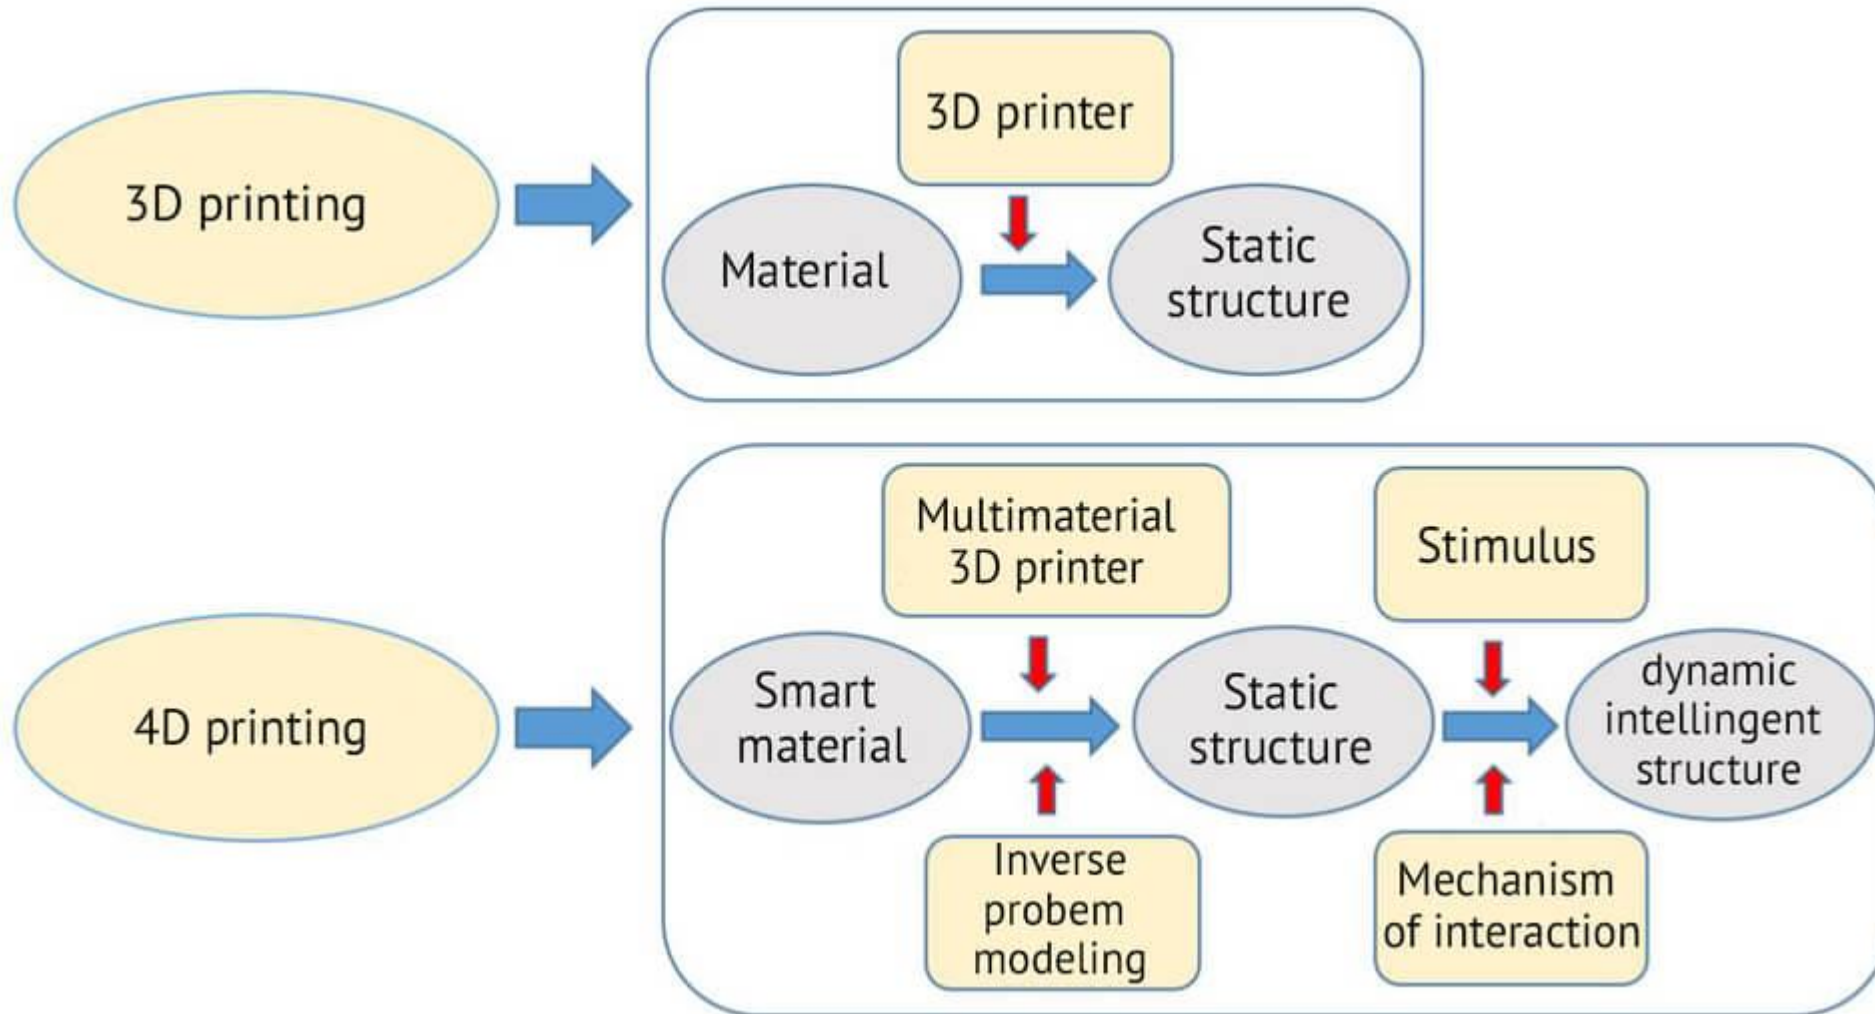 3D printing
3D printer
Material
Static
structure
4D printing
Multimaterial
3D printer
Stimulus
Smart
material
Static
structure
dynamic
intellingent
structure
Inverse
probem
modeling
Mechanism
of interaction